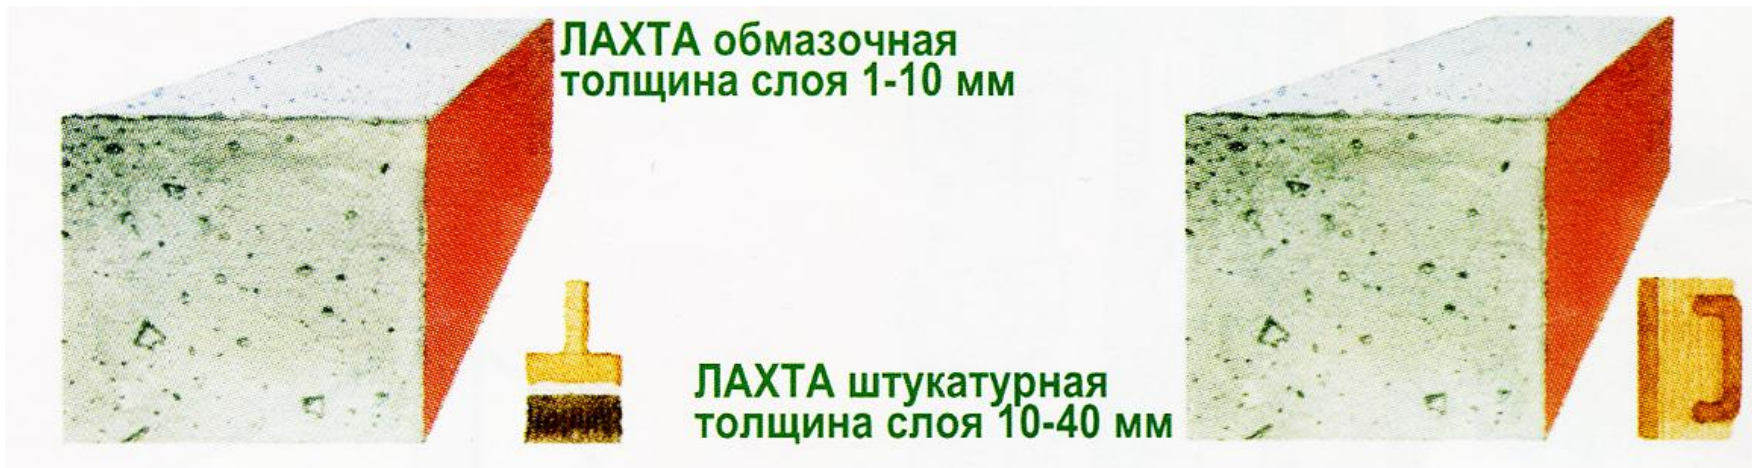 ЛАХТА обмазочная
толщина слоя 1-10 мм
ЛАХТА штукатурная
толщина слоя 10-40 мм